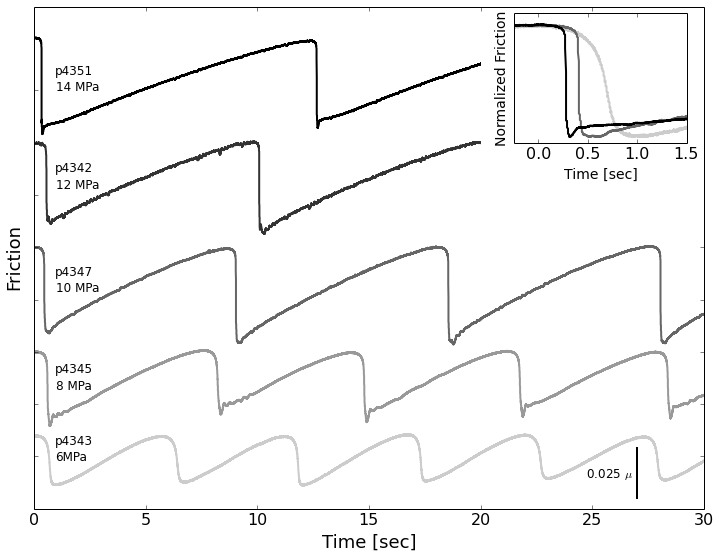 p4351
14 MPa
p4342
12 MPa
p4347
10 MPa
p4345
8 MPa
p4343
6MPa
0.025 μ
Friction
0 5 10 15 20 25 30
Time [sec]
Normalized Friction
0.0 0.5 1.0 1.5
Time [sec]